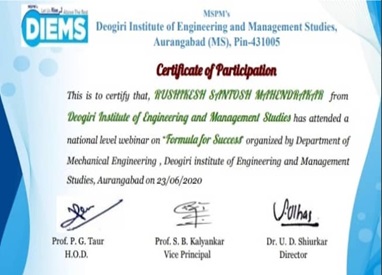 MSPM's
DIEMS
Deogiri Institute of Engineering and Management Studies,
Aurangabad (MS), Pin-431005
Certificate of Participation
This is to certify that, RUSHIKESH SANTOSH MAHENDRAKAR from
Deogiri Institute of Engineering and Management Studies has attended a
national level webinar on "Formula for Success" organized by Department of
Mechanical Engineering , Deogiri institute of Engineering and Management
Studies, Aurangabad on 23/06/2020
Prof. P. G. Taur
H.O.D.
Prof. S. B. Kalyankar
Vice Principal
Dr. U. D. Shiurkar
Director